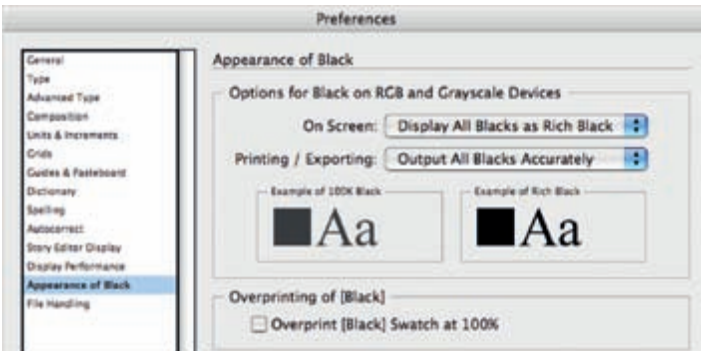 Preferences
General
Type
Advanced Type
Composition
Units & Increments
Grids
Guides & Pasteboard
Dictionary
Spelling
Autocorrect
Story Editor Display
Display Performance
Appearance of Black
File Handling
Appearance of Black
Options for Black on RGB and Grayscale Devices
On Screen: Display All Blacks as Rich Black
Printing / Exporting: Output All Blacks Accurately
Example of 100K Black
Aa
Example of Rich Black
Aa
Overprinting of [Black]
Overprint [Black] Swatch at 100%